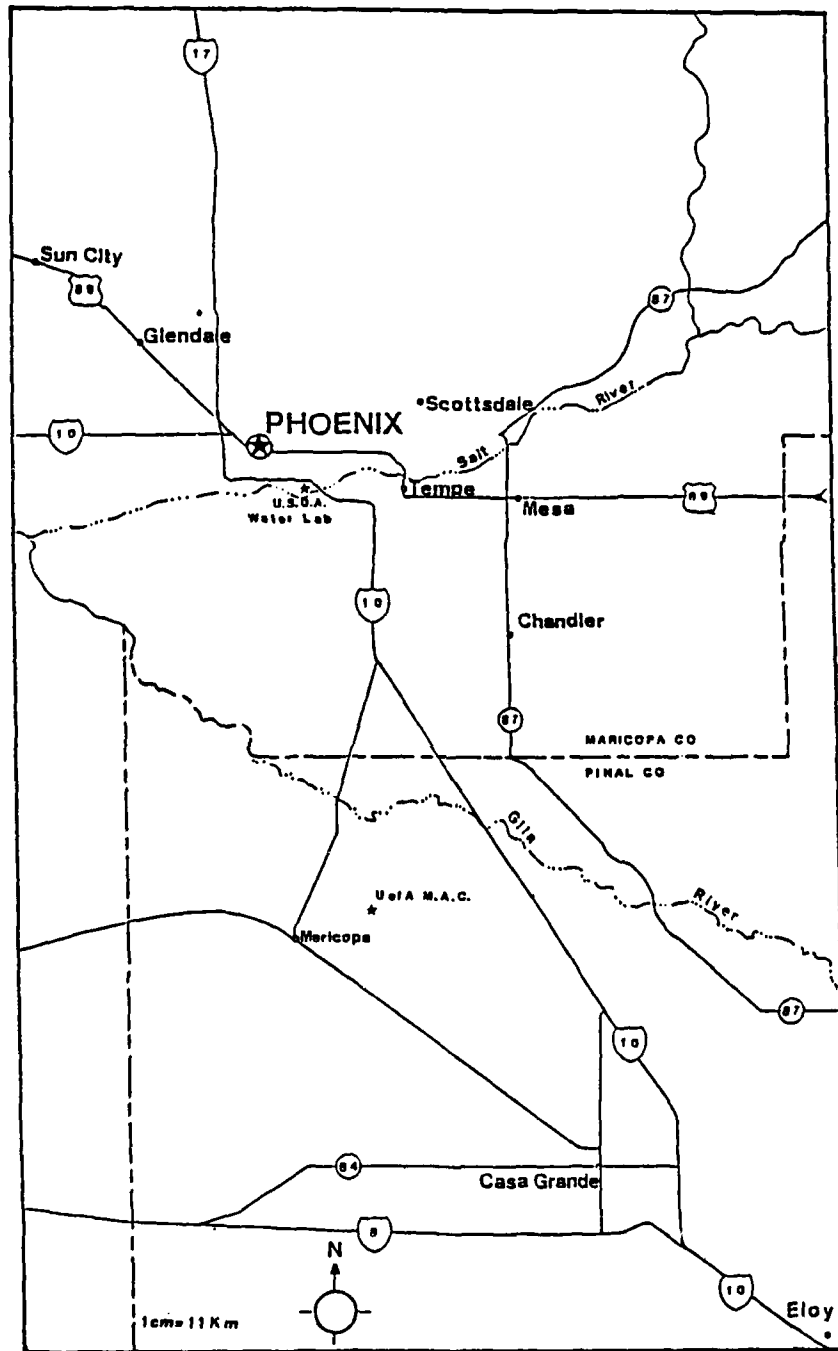 17
Sun City
89
Glendale
87
Scottsdale
River
PHOENIX
10
Salt
Tempe
U.S.D.A.
Water Lab
Mesa
10
Chandler
87
MARICOPA CO
PINAL CO
Gila
River
U of A M.A.C.
Maricopa
87
10
84
Casa Grande
8
N
10
Eloy
1cm=11Km